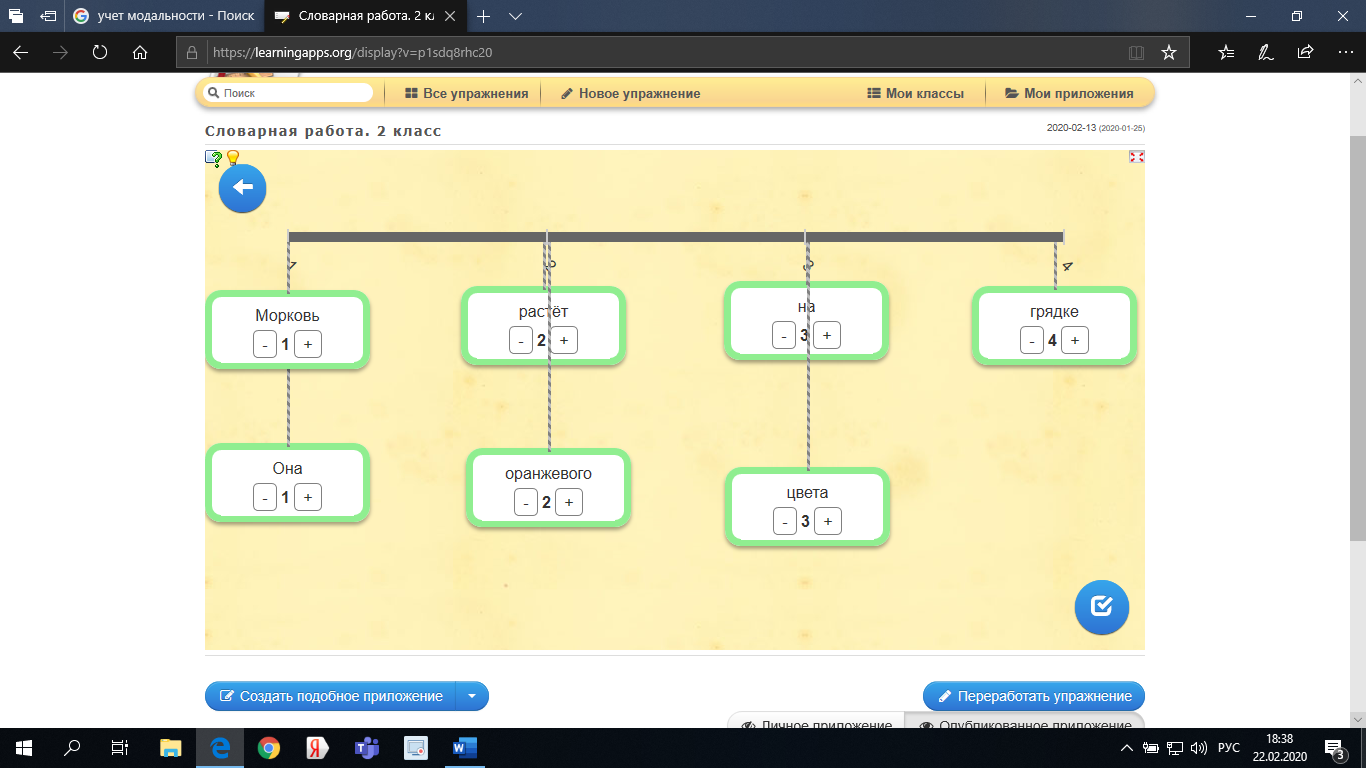 учет модальности - Поиск
Словарная работа. 2 кл
https://learningapps.org/display?v=p1sdq8rhc20
Поиск
Все упражнения
Новое упражнение
Мои классы
Мои приложения
Словарная работа. 2 класс
2020-02-13 (2020-01-25)
1
3
4
Морковь
- 1 +
растёт
- 2 +
на
- 3 +
грядке
- 4 +
Она
- 1 +
оранжевого
- 2 +
цвета
- 3 +
Создать подобное приложение
Переработать упражнение
Личное приложение
Опубликованное приложение
РУС
18:38
22.02.2020
3